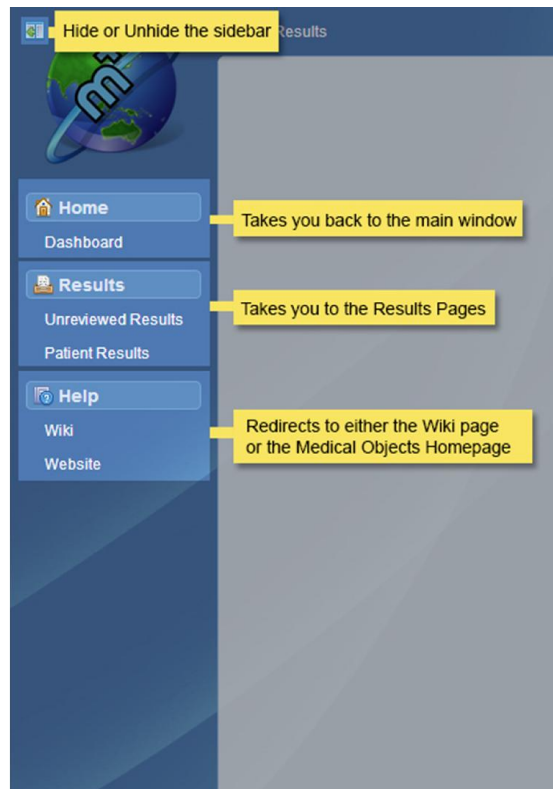 Hide or Unhide the sidebar
Results
Home
Takes you back to the main window
Dashboard
Results
Takes you to the Results Pages
Unreviewed Results
Patient Results
Help
Wiki
Redirects to either the Wiki page
or the Medical Objects Homepage
Website